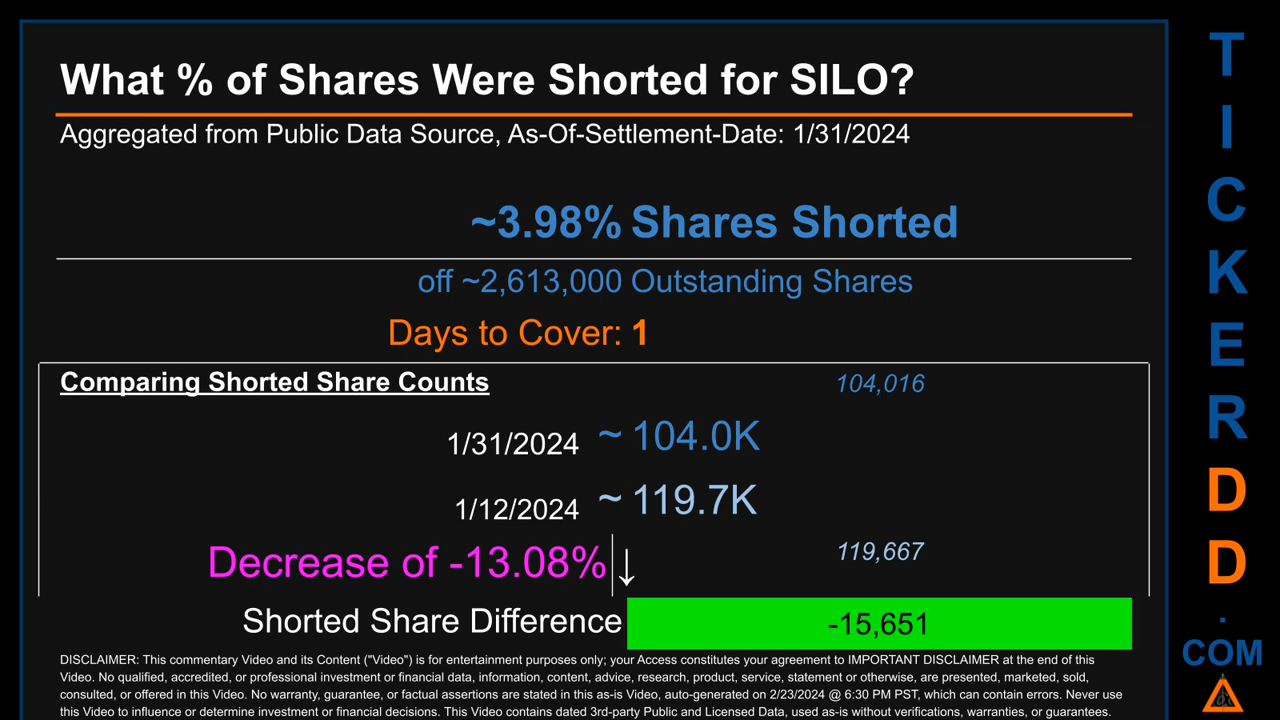 What % of Shares Were Shorted for SILO?
Aggregated from Public Data Source, As-Of-Settlement-Date: 1/31/2024
~3.98% Shares Shorted
off ~2,613,000 Outstanding Shares
Days to Cover: 1
Comparing Shorted Share Counts
104,016
1/31/2024 ~ 104.0K
1/12/2024 ~ 119.7K
119,667
Decrease of -13.08% ↓
Shorted Share Difference -15,651
DISCLAIMER: This commentary Video and its Content ("Video") is for entertainment purposes only; your Access constitutes your agreement to IMPORTANT DISCLAIMER at the end of this
Video. No qualified, accredited, or professional investment or financial data, information, content, advice, research, product, service, statement or otherwise, are presented, marketed, sold,
consulted, or offered in this Video. No warranty, guarantee, or factual assertions are stated in this as-is Video, auto-generated on 2/23/2024 @ 6:30 PM PST, which can contain errors. Never use
this Video to influence or determine investment or financial decisions. This Video contains dated 3rd-party Public and Licensed Data, used as-is without verifications, warranties, or guarantees.
T
I
C
K
E
R
D
D
.
COM